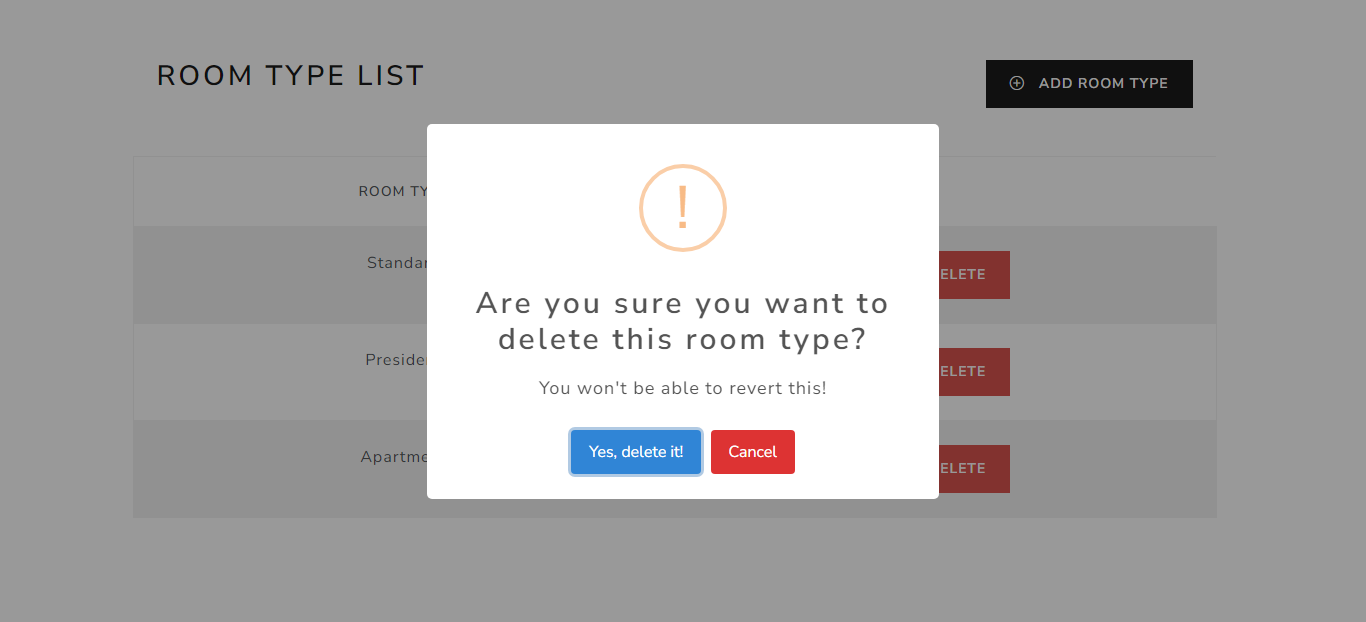 ROOM TYPE LIST
ADD ROOM TYPE
ROOM
!
Are you sure you want to
delete this room type?
You won't be able to revert this!
Yes, delete it!
Cancel